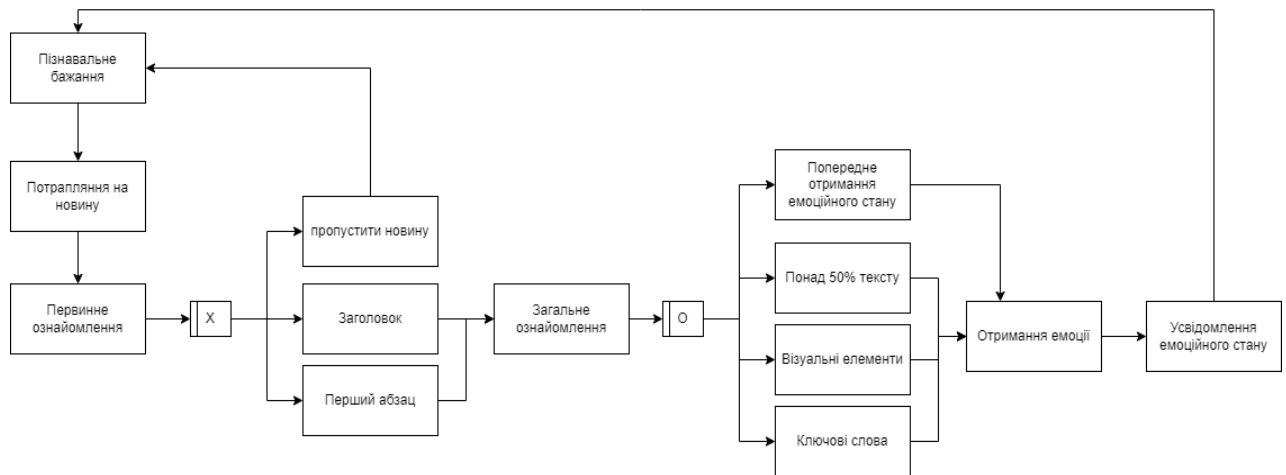 Пізнавальне
бажання
Потрапляння на
новину
Первинне
ознайомлення
X
пропустити новину
Заголовок
Перший абзац
Загальне
ознайомлення
O
Попередне
отримання
емоційного стану
Понад 50% тексту
Візуальні елементи
Ключові слова
Отримання емоції
Усвідомлення
емоційного стану